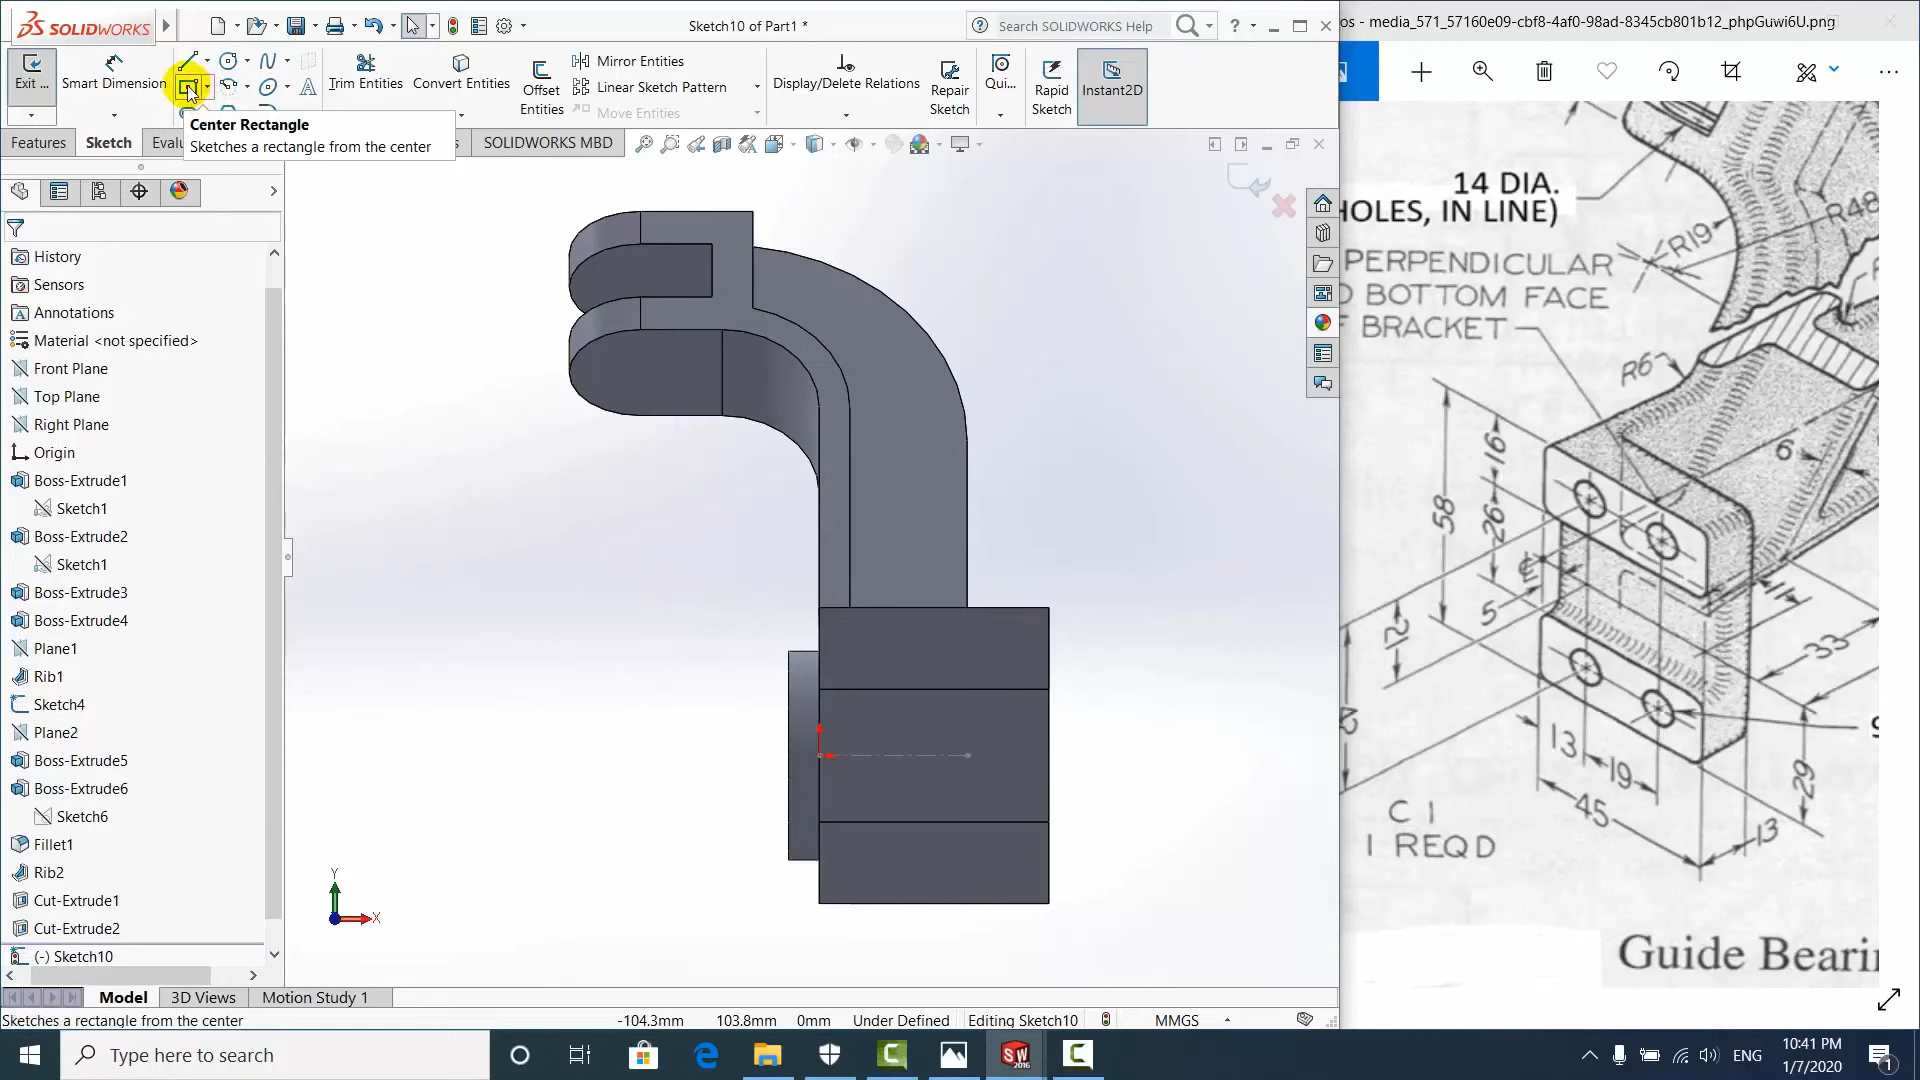 SOLIDWORKS
Sketch10 of Part1 *
Search SOLIDWORKS Help
os - media_571_57160e09-cbf8-4af0-98ad-8345cb801b12_phpGuwi6U.png
Exit ...
Smart Dimension
Trim Entities
Convert Entities
Offset
Entities
Mirror Entities
Linear Sketch Pattern
Move Entities
Display/Delete Relations
Repair
Sketch
Qui...
Rapid
Sketch
Instant2D
Center Rectangle
Sketches a rectangle from the center
Features
Sketch
Evalu
s
SOLIDWORKS MBD
History
Sensors
Annotations
Material <not specified>
Front Plane
Top Plane
Right Plane
Origin
Boss-Extrude1
Sketch1
Boss-Extrude2
Sketch1
Boss-Extrude3
Boss-Extrude4
Plane1
Rib1
Sketch4
Plane2
Boss-Extrude5
Boss-Extrude6
Sketch6
Fillet1
Rib2
Cut-Extrude1
Cut-Extrude2
(-) Sketch10
Y
X
14 DIA.
HOLES, IN LINE)
R48
R19
PERPENDICULAR
D BOTTOM FACE
F BRACKET
R6
16
6
58
26
5
12
11
33
13
19
29
45
13
C I
I REQD
Guide Beari
Model
3D Views
Motion Study 1
Sketches a rectangle from the center
-104.3mm
103.8mm
0mm
Under Defined
Editing Sketch10
MMGS
Type here to search
SW
2016
ENG
10:41 PM
1/7/2020
1